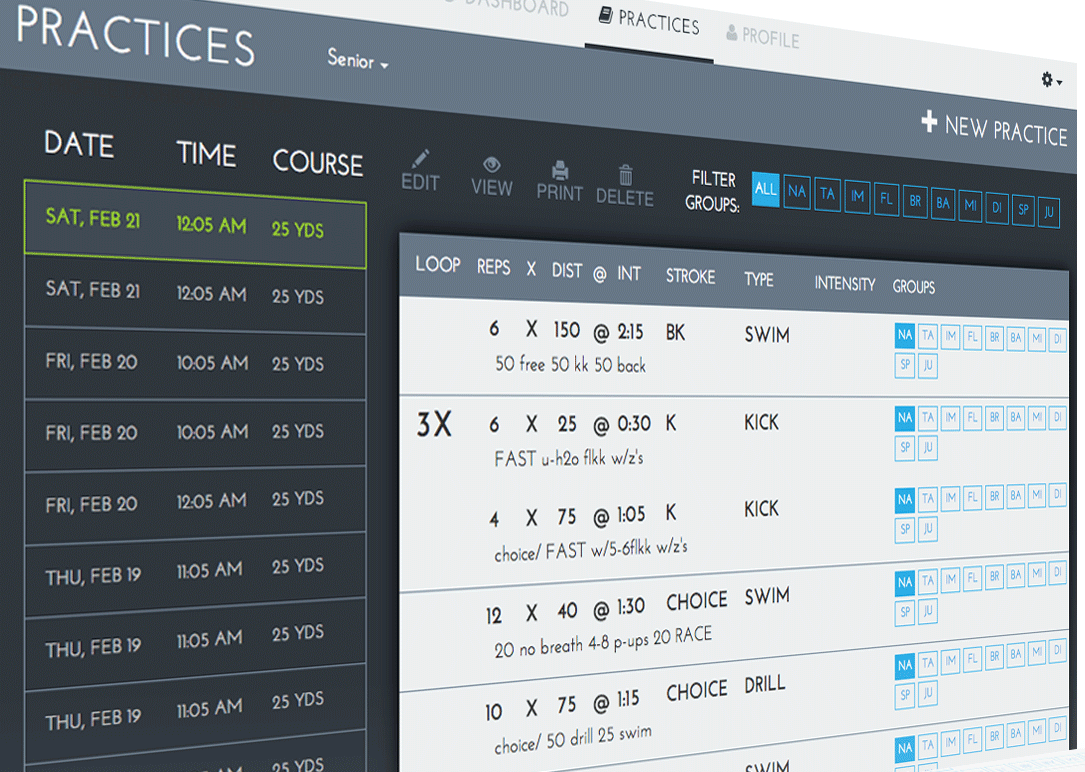 DASHBOARD
PRACTICES
PROFILE
PRACTICES
Senior
NEW PRACTICE
DATE TIME COURSE
SAT, FEB 21 12:05 AM 25 YDS
SAT, FEB 21 12:05 AM 25 YDS
FRI, FEB 20 10:05 AM 25 YDS
FRI, FEB 20 10:05 AM 25 YDS
FRI, FEB 20 12:05 AM 25 YDS
THU, FEB 19 11:05 AM 25 YDS
THU, FEB 19 11:05 AM 25 YDS
THU, FEB 19 11:05 AM 25 YDS
AM 25 YDS
EDIT VIEW PRINT DELETE
FILTER
GROUPS:
ALL NA TA IM FL BR BA MI DI SP JU
LOOP REPS X DIST @ INT STROKE TYPE INTENSITY GROUPS
6 X 150 @ 2:15 BK SWIM NA TA IM FL BR BA MI DI
50 free 50 kk 50 back SP JU
3X 6 X 25 @ 0:30 K KICK NA TA IM FL BR BA MI DI
FAST u-h2o flkk w/z's SP JU
4 X 75 @ 1:05 K KICK NA TA IM FL BR BA MI DI
choice/ FAST w/5-6flkk w/z's SP JU
12 X 40 @ 1:30 CHOICE SWIM NA TA IM FL BR BA MI DI
20 no breath 4-8 p-ups 20 RACE SP JU
10 X 75 @ 1:15 CHOICE DRILL NA TA IM FL BR BA MI DI
choice/ 50 drill 25 swim SP JU
SWIM NA TA IM FL BR BA MI DI